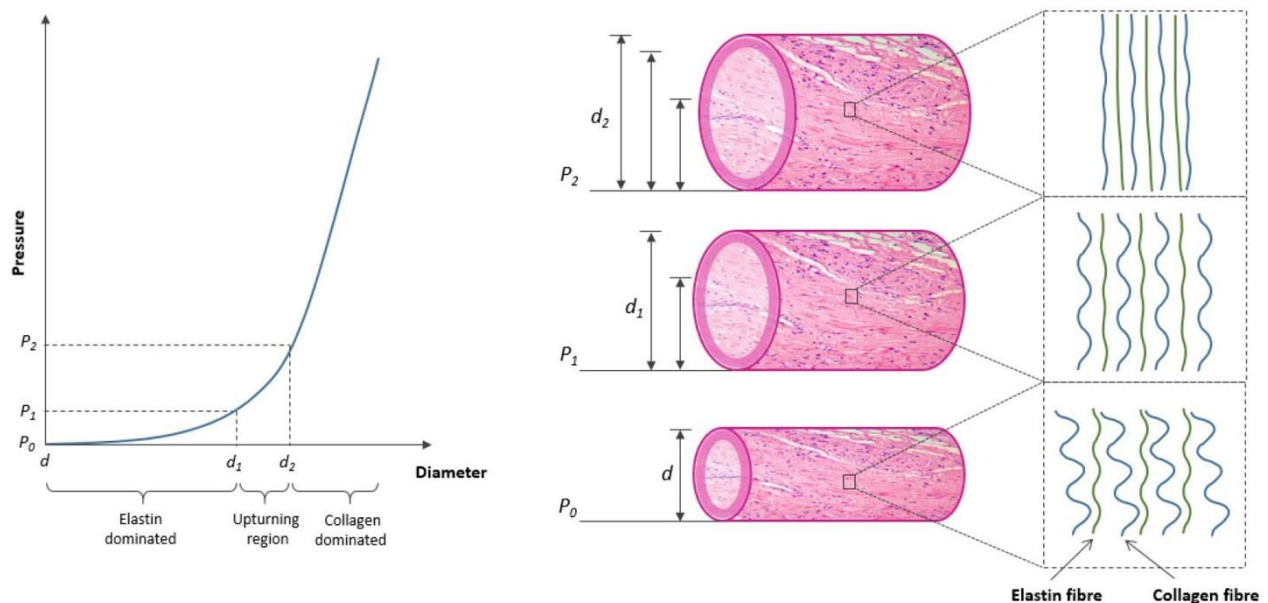 Pressure
P2
P1
P0
d
d1
d2
Diameter
Elastin
dominated
Upturning
region
Collagen
dominated
d2
P2
d1
P1
d
P0
Elastin fibre
Collagen fibre